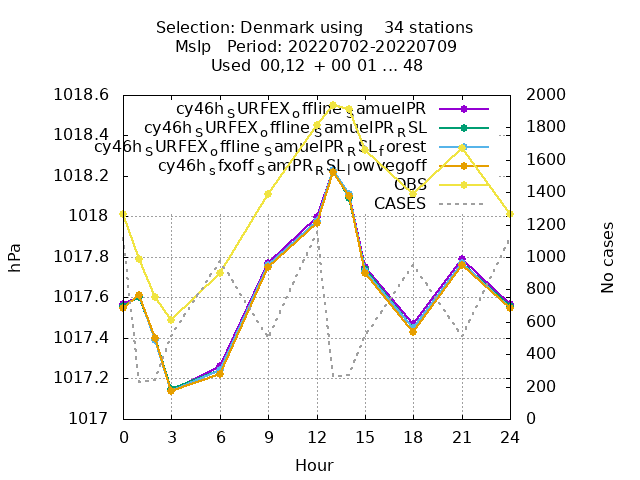 Selection: Denmark using    34 stations
Mslp   Period: 20220702-20220709
Used  00,12  + 00 01 ... 48
1018.6
1018.4
1018.2
1018
1017.8
1017.6
1017.4
1017.2
1017
hPa
cy46h_SURFEX_offline_SamuelPR
cy46h_SURFEX_offline_SamuelPR_RSL
cy46h_SURFEX_offline_SamuelPR_RSL_forest
cy46h_sfxoff_SamPR_RSL_lowvegoff
OBS
CASES
2000
1800
1600
1400
1200
1000
800
600
400
200
0
No cases
0 3 6 9 12 15 18 21 24
Hour